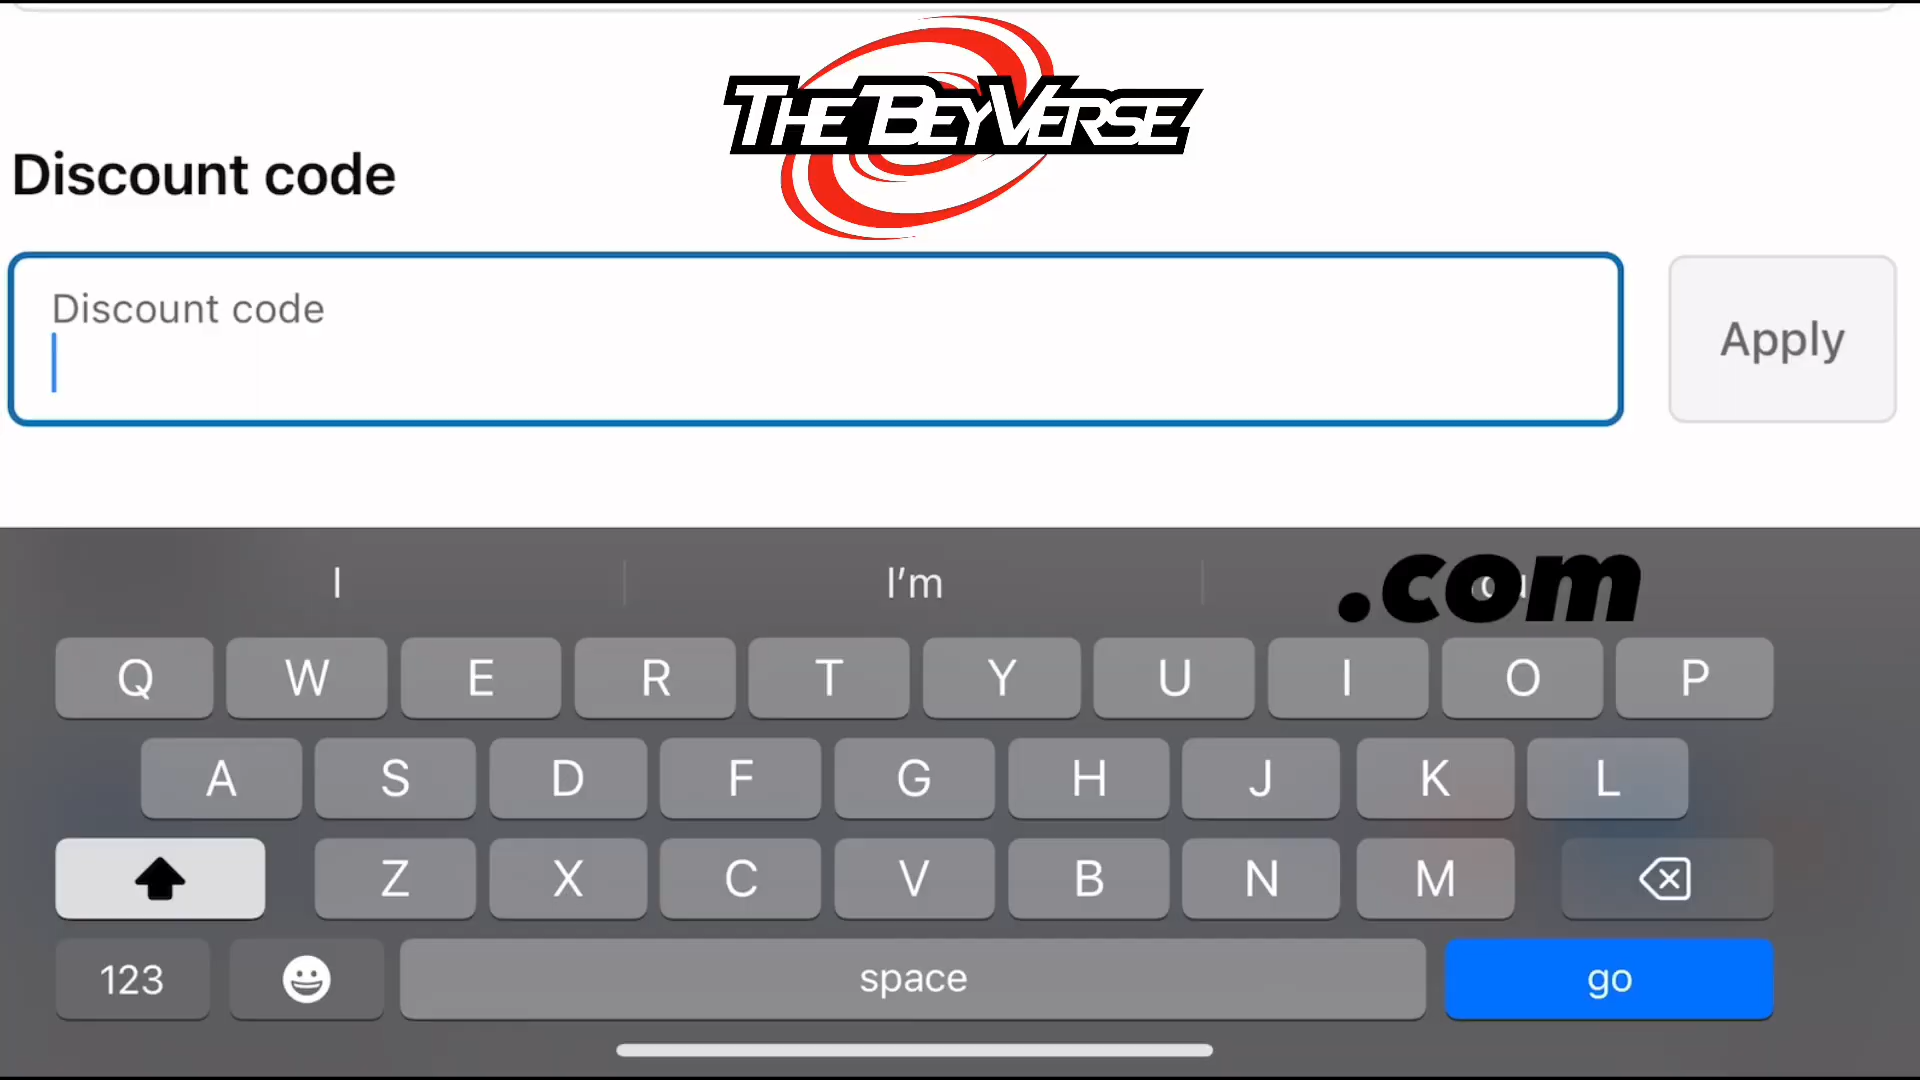 THE BEYVERSE
Discount code
Discount code
Apply
I
I’m
.com
Q W E R T Y U I O P
A S D F G H J K L
Z X C V B N M
123
space
go